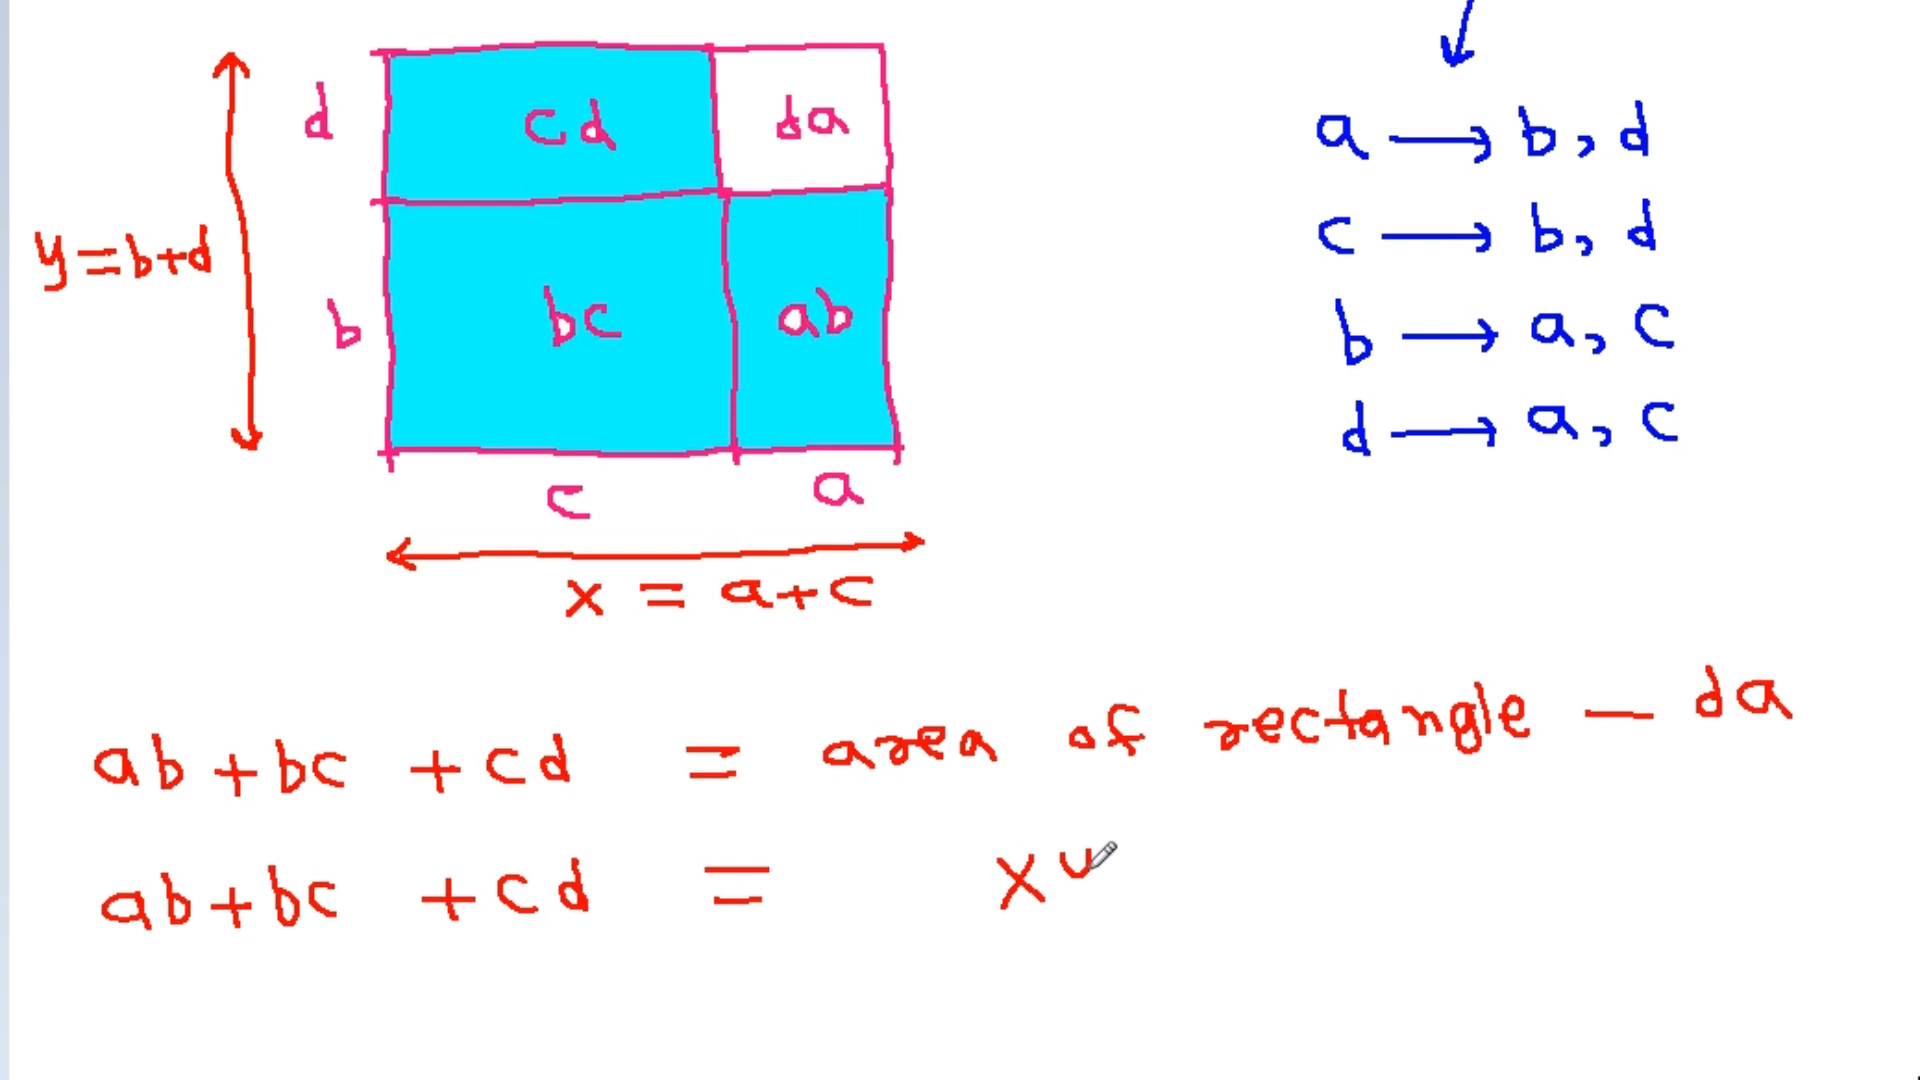 d
cd
da
a → b, d
c → b, d
y = b+d
b
bc
ab
b → a, c
d → a, c
c
a
x = a+c
ab + bc + cd = area of rectangle - da
ab + bc + cd = x